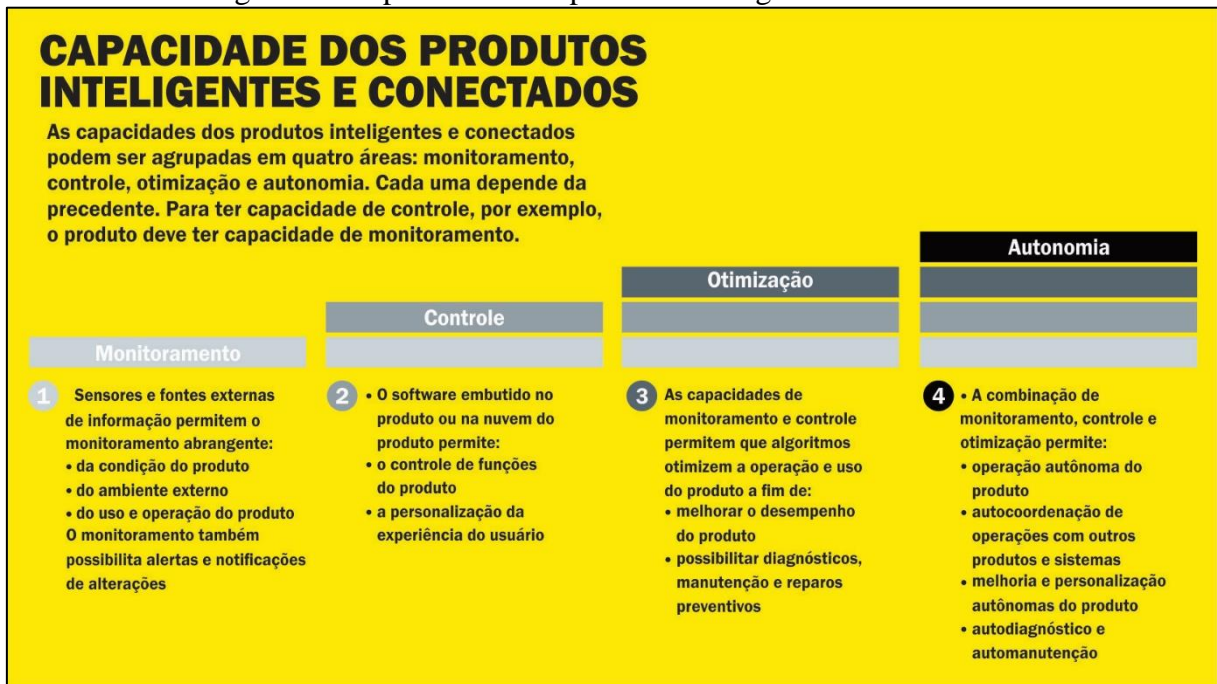 CAPACIDADE DOS PRODUTOS
INTELIGENTES E CONECTADOS
As capacidades dos produtos inteligentes e conectados
podem ser agrupadas em quatro áreas: monitoramento,
controle, otimização e autonomia. Cada uma depende da
precedente. Para ter capacidade de controle, por exemplo,
o produto deve ter capacidade de monitoramento.
Monitoramento
1 Sensores e fontes externas
de informação permitem o
monitoramento abrangente:
• da condição do produto
• do ambiente externo
• do uso e operação do produto
O monitoramento também
possibilita alertas e notificações
de alterações
Controle
2 • O software embutido no
produto ou na nuvem do
produto permite:
• o controle de funções
do produto
• a personalização da
experiência do usuário
Otimização
3 As capacidades de
monitoramento e controle
permitem que algoritmos
otimizem a operação e uso
do produto a fim de:
• melhorar o desempenho
do produto
• possibilitar diagnósticos,
manutenção e reparos
preventivos
Autonomia
4 • A combinação de
monitoramento, controle e
otimização permite:
• operação autônoma do
produto
• autocoordenação de
operações com outros
produtos e sistemas
• melhoria e personalização
autônomas do produto
• autodiagnóstico e
automanutenção